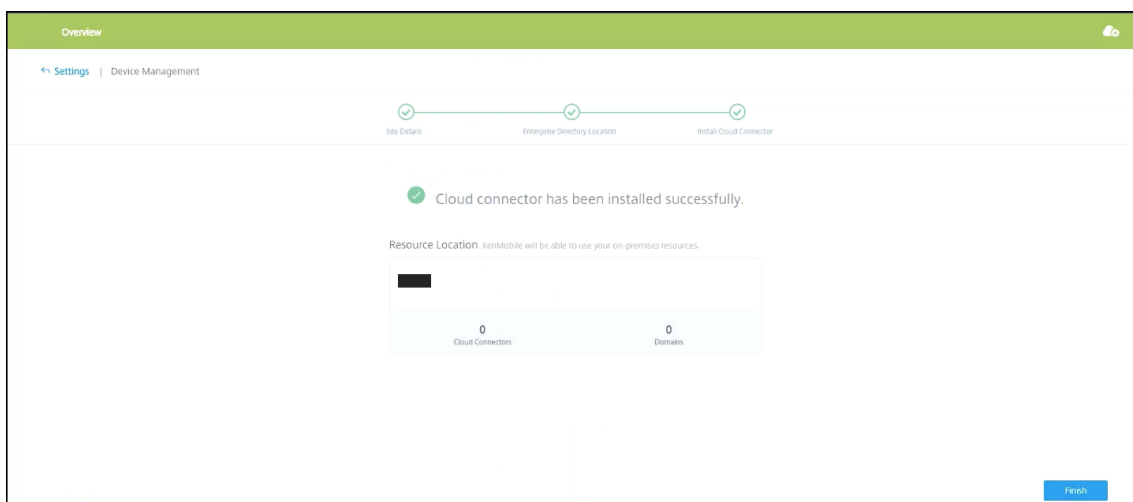 Overview
Settings | Device Management
Site Details Enterprise Directory Location Install Cloud Connector
Cloud connector has been installed successfully.
Resource Location XenMobile will be able to use your on-premises resources.
0 0
Cloud Connectors Domains
Finish